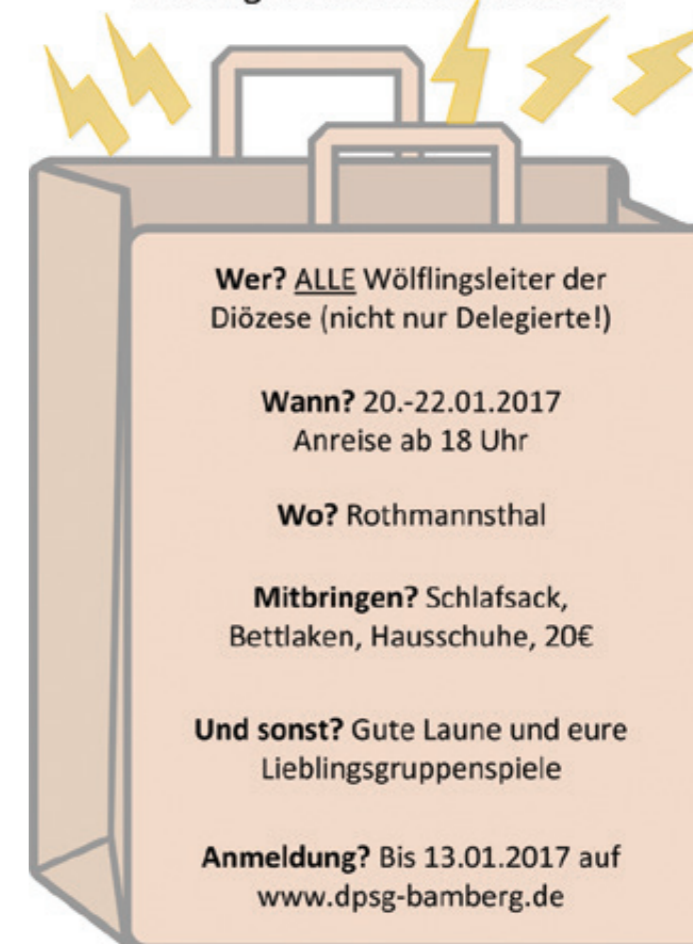 Wer? ALLE Wölflingsleiter der
Diözese (nicht nur Delegierte!)
Wann? 20.-22.01.2017
Anreise ab 18 Uhr
Wo? Rothmannsthal
Mitbringen? Schlafsack,
Bettlaken, Hausschuhe, 20€
Und sonst? Gute Laune und eure
Lieblingsgruppenspiele
Anmeldung? Bis 13.01.2017 auf
www.dpsg-bamberg.de